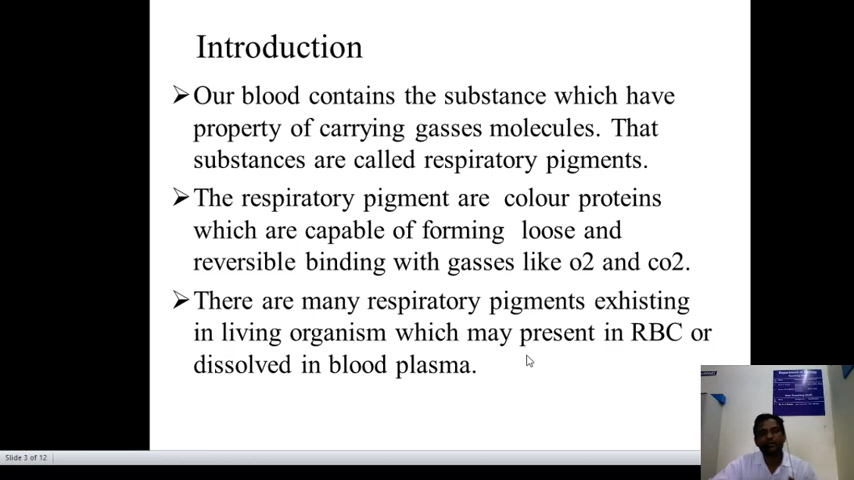 Introduction
➢Our blood contains the substance which have
property of carrying gasses molecules. That
substances are called respiratory pigments.
➢The respiratory pigment are colour proteins
which are capable of forming loose and
reversible binding with gasses like o2 and co2.
➢There are many respiratory pigments exhisting
in living organism which may present in RBC or
dissolved in blood plasma.
Slide 3 of 12